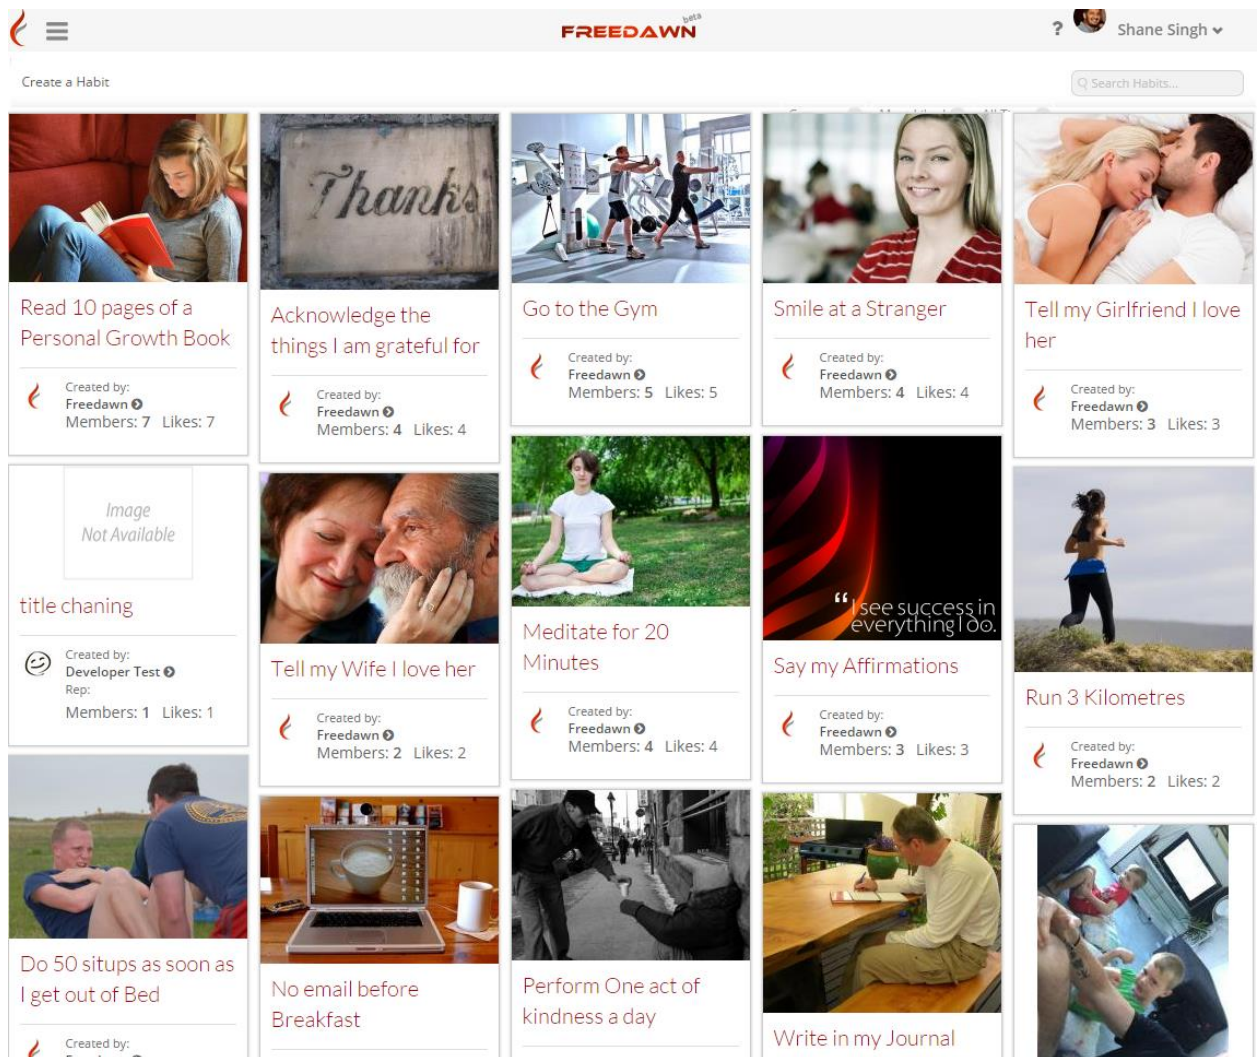 FREEDAWN
beta
?
Shane Singh
Create a Habit
Search Habits...
Thanks
Read 10 pages of a
Personal Growth Book
Created by:
Freedawn
Members: 7 Likes: 7
Acknowledge the
things I am grateful for
Created by:
Freedawn
Members: 4 Likes: 4
Go to the Gym
Created by:
Freedawn
Members: 5 Likes: 5
Smile at a Stranger
Created by:
Freedawn
Members: 4 Likes: 4
Tell my Girlfriend I love
her
Created by:
Freedawn
Members: 3 Likes: 3
Image
Not Available
title chaning
Created by:
Developer Test
Rep:
Members: 1 Likes: 1
Tell my Wife I love her
Created by:
Freedawn
Members: 2 Likes: 2
Meditate for 20
Minutes
Created by:
Freedawn
Members: 4 Likes: 4
“I see success in
everything I do.
Say my Affirmations
Created by:
Freedawn
Members: 3 Likes: 3
Run 3 Kilometres
Created by:
Freedawn
Members: 2 Likes: 2
Do 50 situps as soon as
I get out of Bed
Created by:
No email before
Breakfast
Perform One act of
kindness a day
Write in my Journal